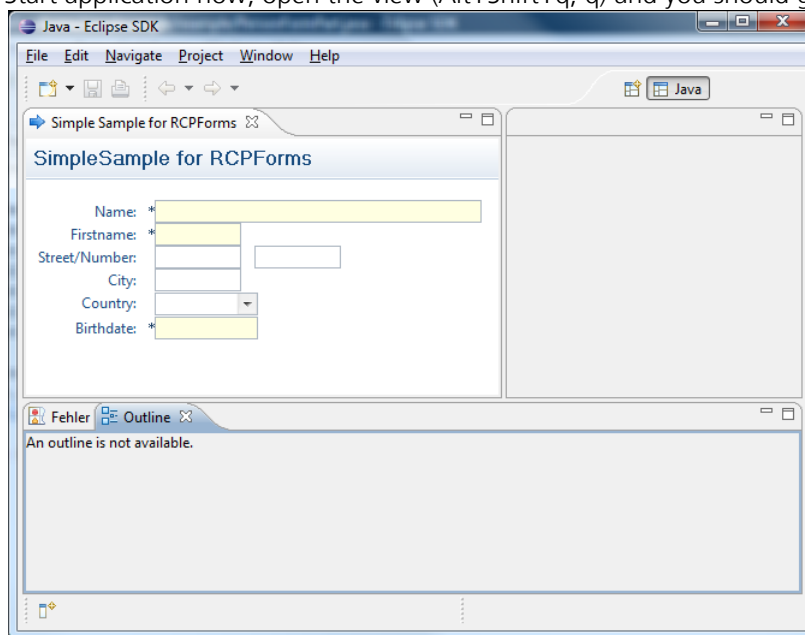 Start application now, open the view (Alt+Shift+q, q) and you should g
Java - Eclipse SDK
File Edit Navigate Project Window Help
Java
Simple Sample for RCPForms
SimpleSample for RCPForms
Name: *
Firstname: *
Street/Number:
City:
Country:
Birthdate: *
Fehler Outline
An outline is not available.